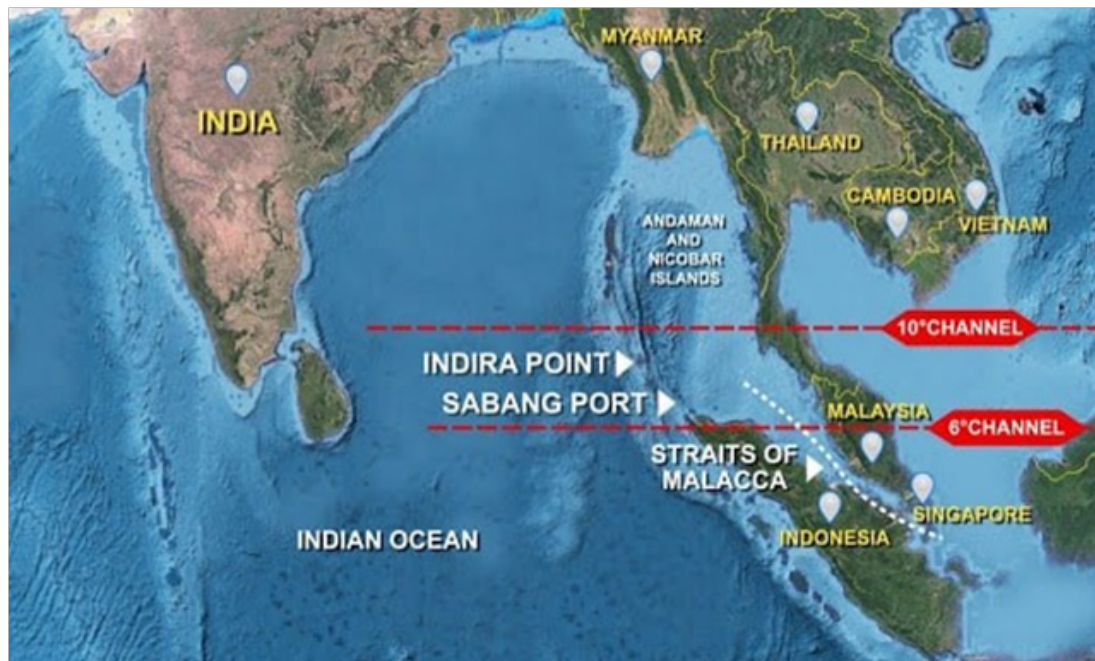 MYANMAR
INDIA
THAILAND
CAMBODIA
VIETNAM
ANDAMAN
AND
NICOBAR
ISLANDS
10°CHANNEL
INDIRA POINT
SABANG PORT
MALAYSIA
6°CHANNEL
STRAITS OF
MALACCA
SINGAPORE
INDONESIA
INDIAN OCEAN